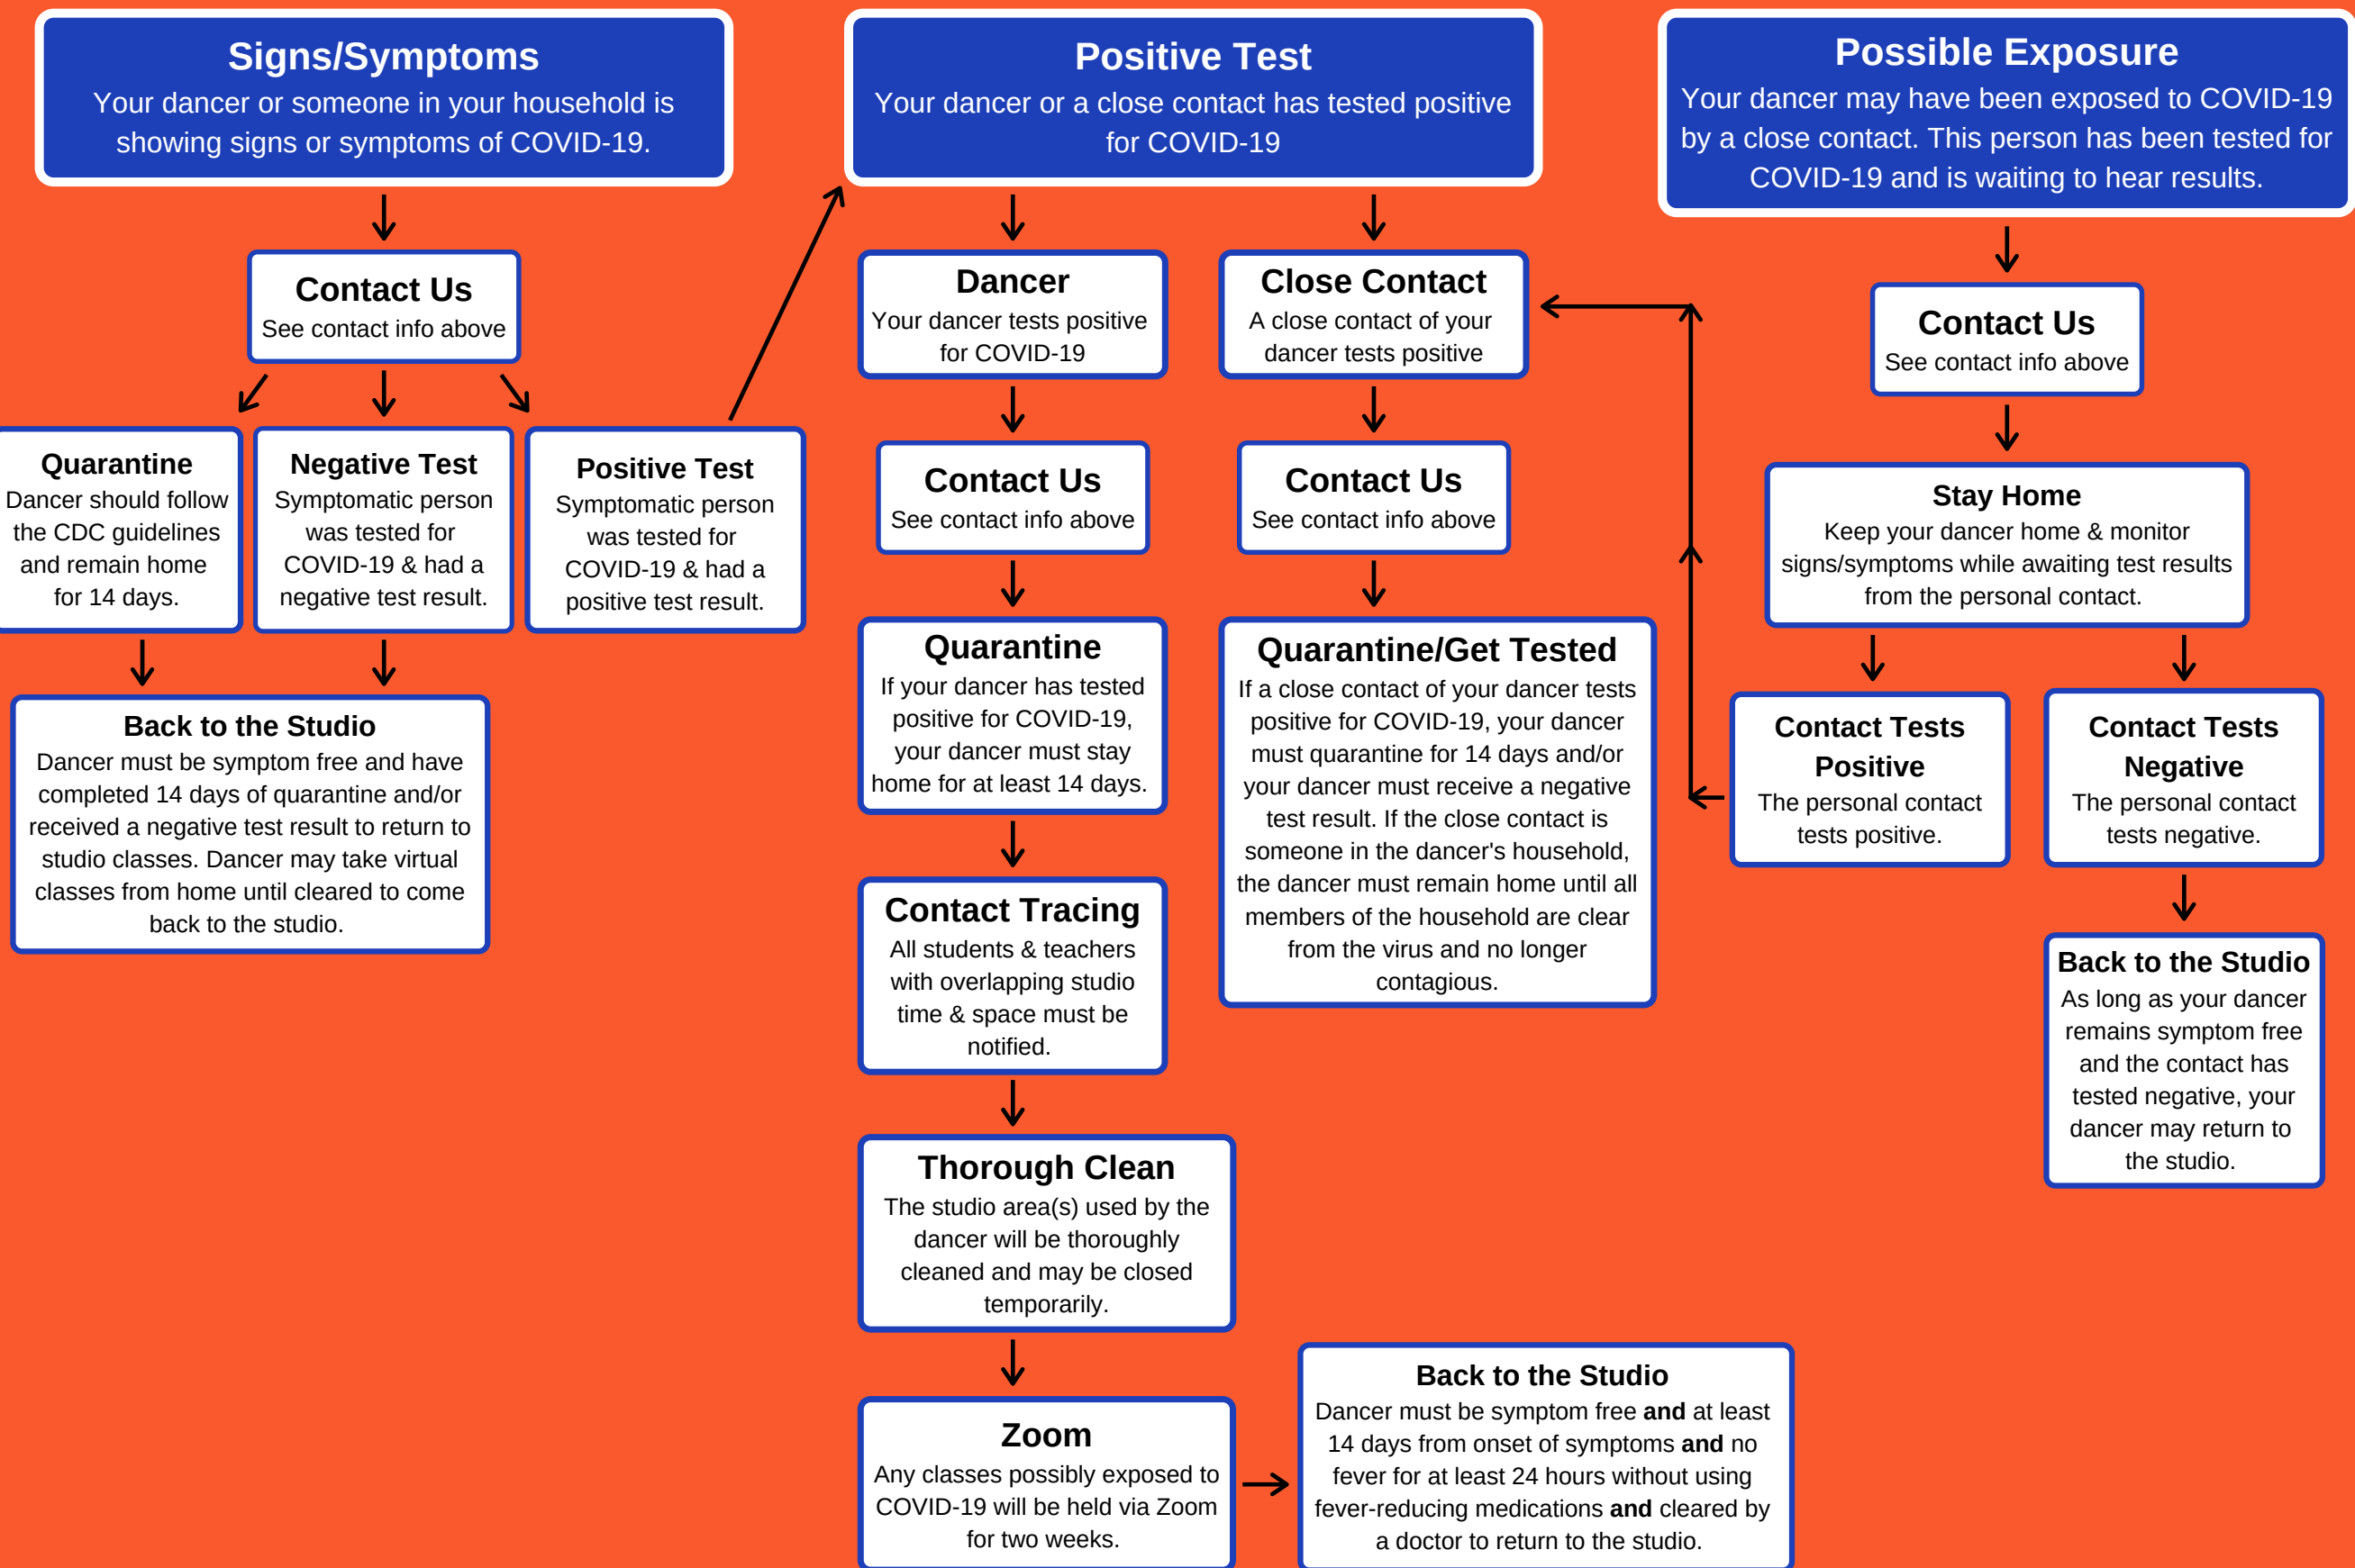 Signs/Symptoms
Your dancer or someone in your household is
showing signs or symptoms of COVID-19.
Contact Us
See contact info above
Quarantine
Dancer should follow
the CDC guidelines
and remain home
for 14 days.
Negative Test
Symptomatic person
was tested for
COVID-19 & had a
negative test result.
Positive Test
Symptomatic person
was tested for
COVID-19 & had a
positive test result.
Back to the Studio
Dancer must be symptom free and have
completed 14 days of quarantine and/or
received a negative test result to return to
studio classes. Dancer may take virtual
classes from home until cleared to come
back to the studio.
Positive Test
Your dancer or a close contact has tested positive
for COVID-19
Dancer
Your dancer tests positive
for COVID-19
Contact Us
See contact info above
Quarantine
If your dancer has tested
positive for COVID-19,
your dancer must stay
home for at least 14 days.
Contact Tracing
All students & teachers
with overlapping studio
time & space must be
notified.
Thorough Clean
The studio area(s) used by the
dancer will be thoroughly
cleaned and may be closed
temporarily.
Zoom
Any classes possibly exposed to
COVID-19 will be held via Zoom
for two weeks.
Back to the Studio
Dancer must be symptom free and at least
14 days from onset of symptoms and no
fever for at least 24 hours without using
fever-reducing medications and cleared by
a doctor to return to the studio.
Close Contact
A close contact of your
dancer tests positive
Contact Us
See contact info above
Quarantine/Get Tested
If a close contact of your dancer tests
positive for COVID-19, your dancer
must quarantine for 14 days and/or
your dancer must receive a negative
test result. If the close contact is
someone in the dancer's household,
the dancer must remain home until all
members of the household are clear
from the virus and no longer
contagious.
Possible Exposure
Your dancer may have been exposed to COVID-19
by a close contact. This person has been tested for
COVID-19 and is waiting to hear results.
Contact Us
See contact info above
Stay Home
Keep your dancer home & monitor
signs/symptoms while awaiting test results
from the personal contact.
Contact Tests
Positive
The personal contact
tests positive.
Contact Tests
Negative
The personal contact
tests negative.
Back to the Studio
As long as your dancer
remains symptom free
and the contact has
tested negative, your
dancer may return to
the studio.